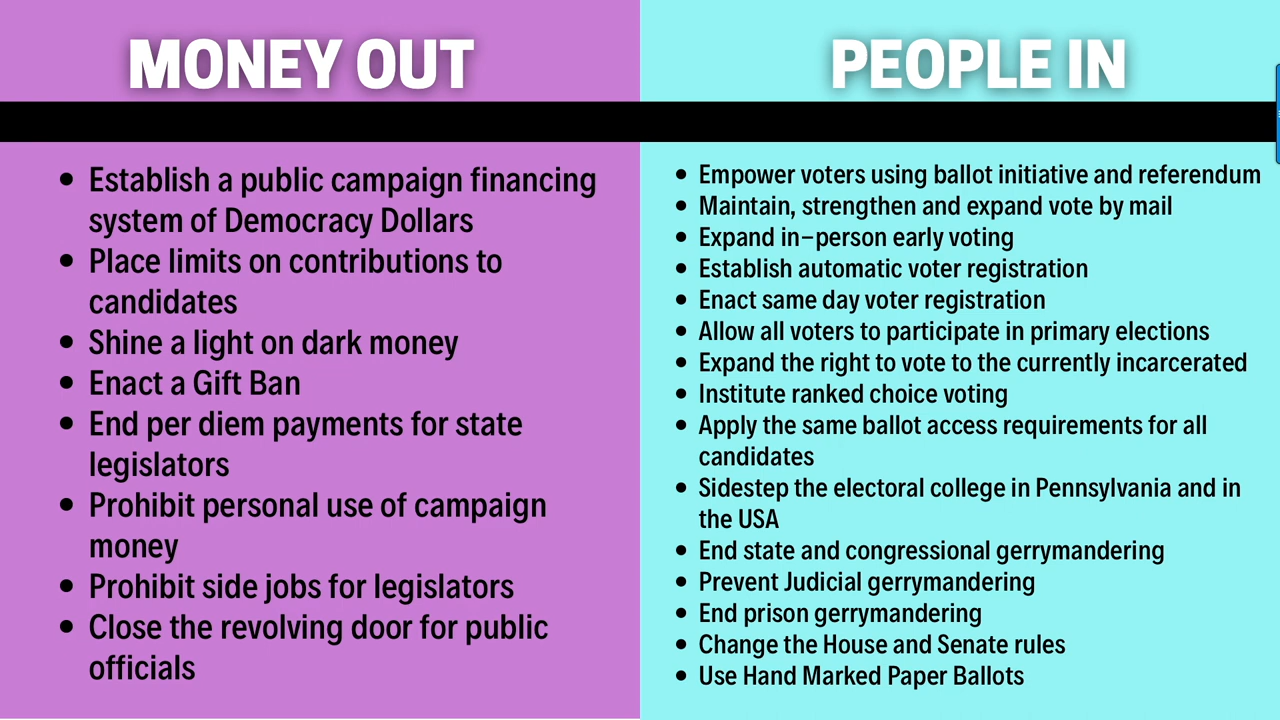 MONEY OUT
• Establish a public campaign financing
system of Democracy Dollars
• Place limits on contributions to
candidates
• Shine a light on dark money
• Enact a Gift Ban
• End per diem payments for state
legislators
• Prohibit personal use of campaign
money
• Prohibit side jobs for legislators
• Close the revolving door for public
officials
PEOPLE IN
• Empower voters using ballot initiative and referendum
• Maintain, strengthen and expand vote by mail
• Expand in–person early voting
• Establish automatic voter registration
• Enact same day voter registration
• Allow all voters to participate in primary elections
• Expand the right to vote to the currently incarcerated
• Institute ranked choice voting
• Apply the same ballot access requirements for all
candidates
• Sidestep the electoral college in Pennsylvania and in
the USA
• End state and congressional gerrymandering
• Prevent Judicial gerrymandering
• End prison gerrymandering
• Change the House and Senate rules
• Use Hand Marked Paper Ballots